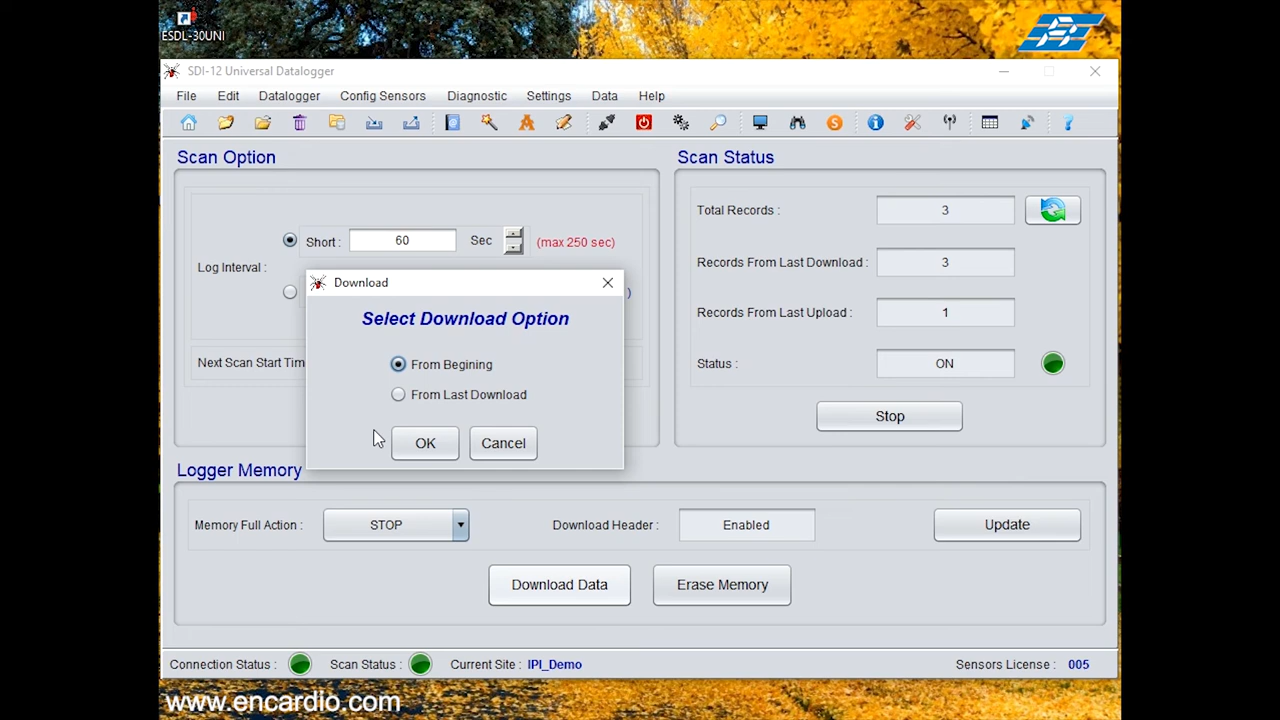 ESDL-30UNI
SDI-12 Universal Datalogger
File Edit Datalogger Config Sensors Diagnostic Settings Data Help
Scan Option
Short : 60 Sec (max 250 sec)
Log Interval :
)
Next Scan Start Tim
Scan Status
Total Records : 3
Records From Last Download : 3
Records From Last Upload : 1
Status : ON
Stop
Download
Select Download Option
From Begining
From Last Download
OK Cancel
Logger Memory
Memory Full Action : STOP Download Header : Enabled Update
Download Data Erase Memory
Connection Status : Scan Status : Current Site : IPI_Demo Sensors License : 005
www.encardio.com